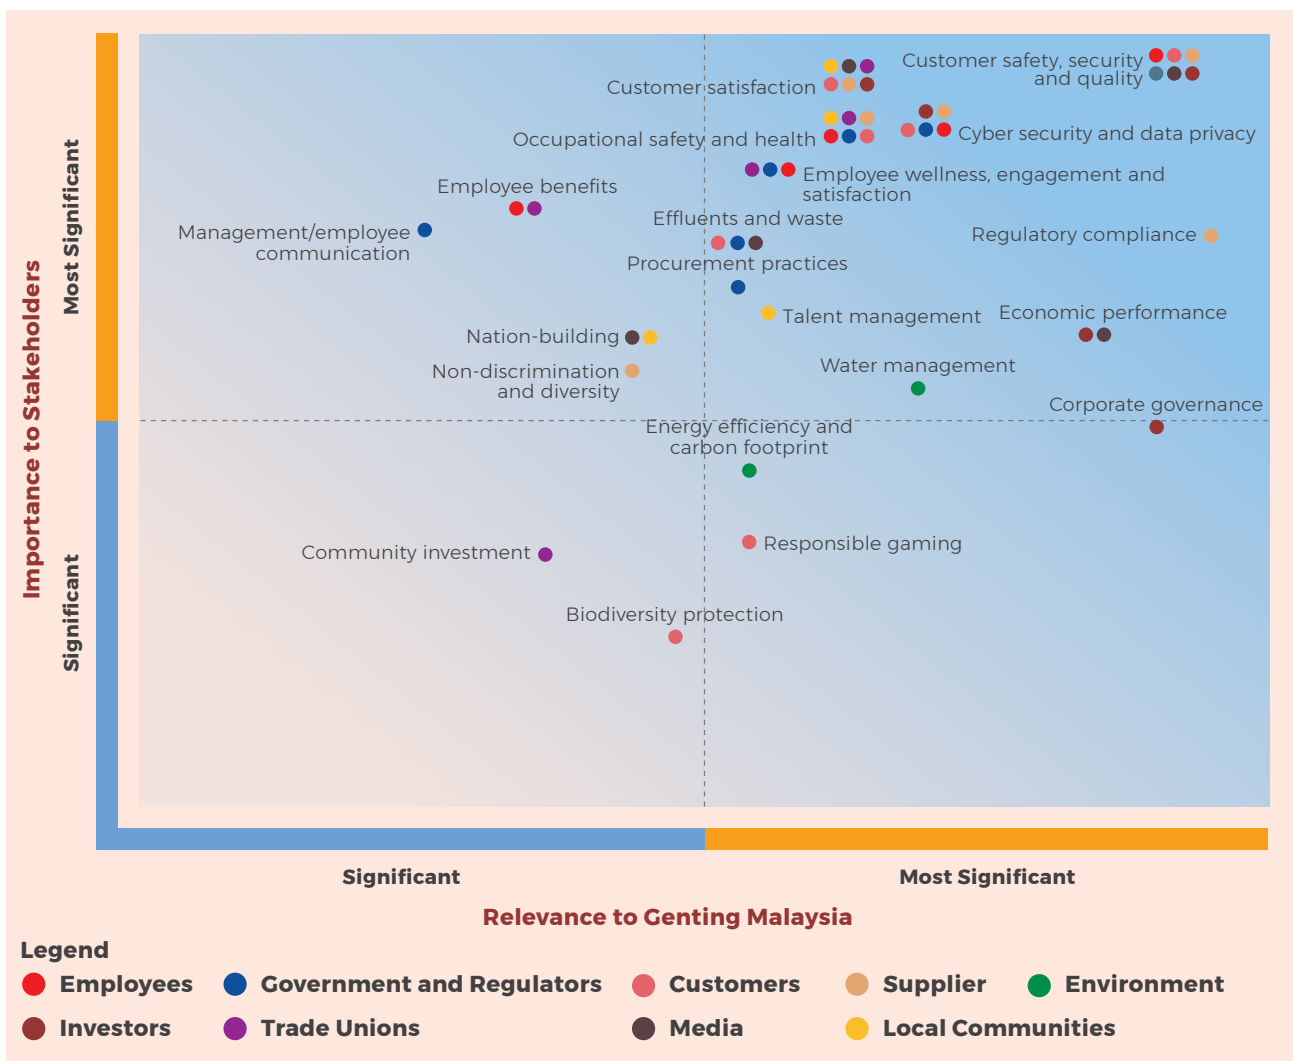 Customer safety, security
and quality
Customer satisfaction
Occupational safety and health
Cyber security and data privacy
Employee wellness, engagement and
satisfaction
Employee benefits
Effluents and waste
Management/employee
communication
Regulatory compliance
Procurement practices
Talent management
Economic performance
Nation-building
Non-discrimination
and diversity
Water management
Corporate governance
Energy efficiency and
carbon footprint
Community investment
Responsible gaming
Biodiversity protection
Importance to Stakeholders
Most Significant
Significant
Significant
Most Significant
Relevance to Genting Malaysia
Legend
Employees
Government and Regulators
Customers
Supplier
Environment
Investors
Trade Unions
Media
Local Communities